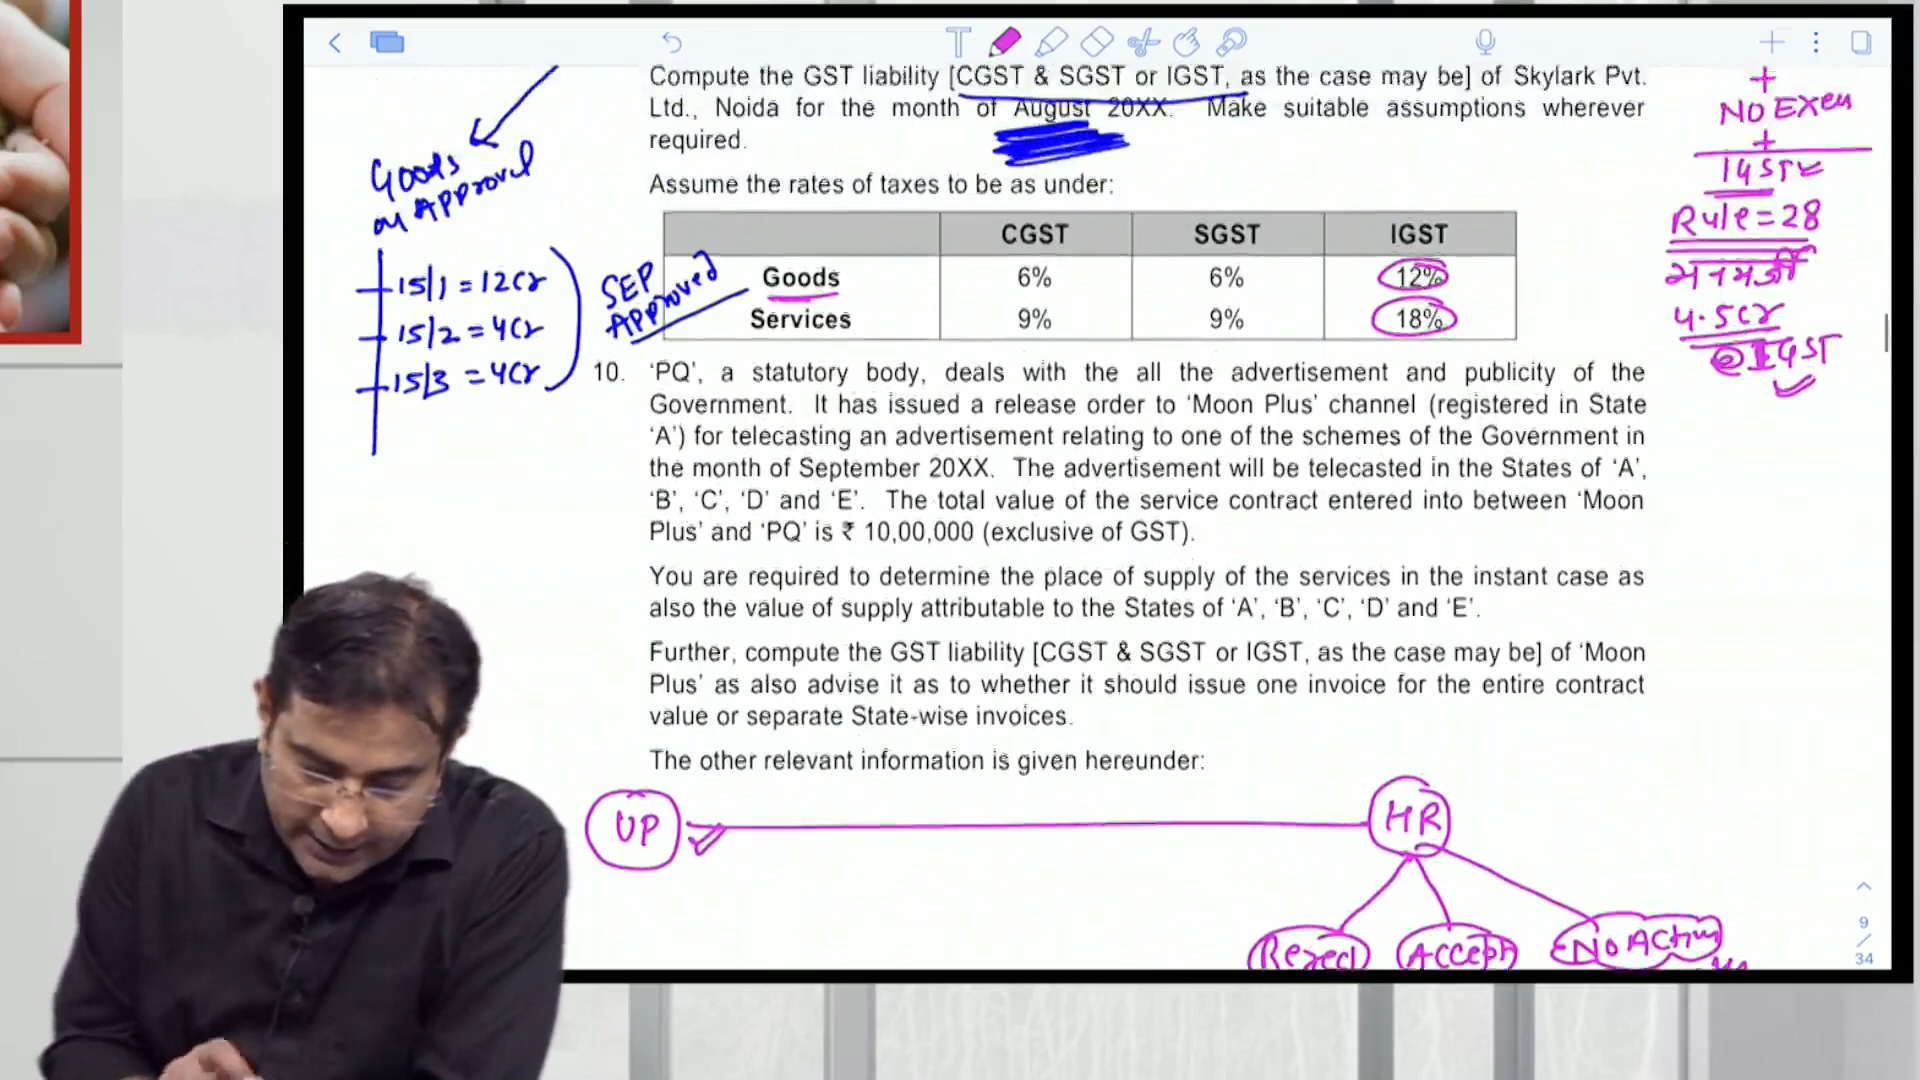 Compute the GST liability [CGST & SGST or IGST, as the case may be] of Skylark Pvt.
Ltd., Noida for the month of August 20XX. Make suitable assumptions wherever
required.
Assume the rates of taxes to be as under:
CGST SGST IGST
Goods 6% 6% 12%
Services 9% 9% 18%
Goods
on Approval
15/1 = 12Cr
15/2 = 4Cr
15/3 = 4Cr
SEP
Approved
+
NO Exem
+
Rule = 28
4.5Cr
@ IGST
10. ‘PQ’, a statutory body, deals with the all the advertisement and publicity of the
Government. It has issued a release order to ‘Moon Plus’ channel (registered in State
‘A’) for telecasting an advertisement relating to one of the schemes of the Government in
the month of September 20XX. The advertisement will be telecasted in the States of ‘A’,
‘B’, ‘C’, ‘D’ and ‘E’. The total value of the service contract entered into between ‘Moon
Plus’ and ‘PQ’ is ₹ 10,00,000 (exclusive of GST).
You are required to determine the place of supply of the services in the instant case as
also the value of supply attributable to the States of ‘A’, ‘B’, ‘C’, ‘D’ and ‘E’.
Further, compute the GST liability [CGST & SGST or IGST, as the case may be] of ‘Moon
Plus’ as also advise it as to whether it should issue one invoice for the entire contract
value or separate State-wise invoices.
The other relevant information is given hereunder:
UP HR
Reject Accept No Action
9
/
34